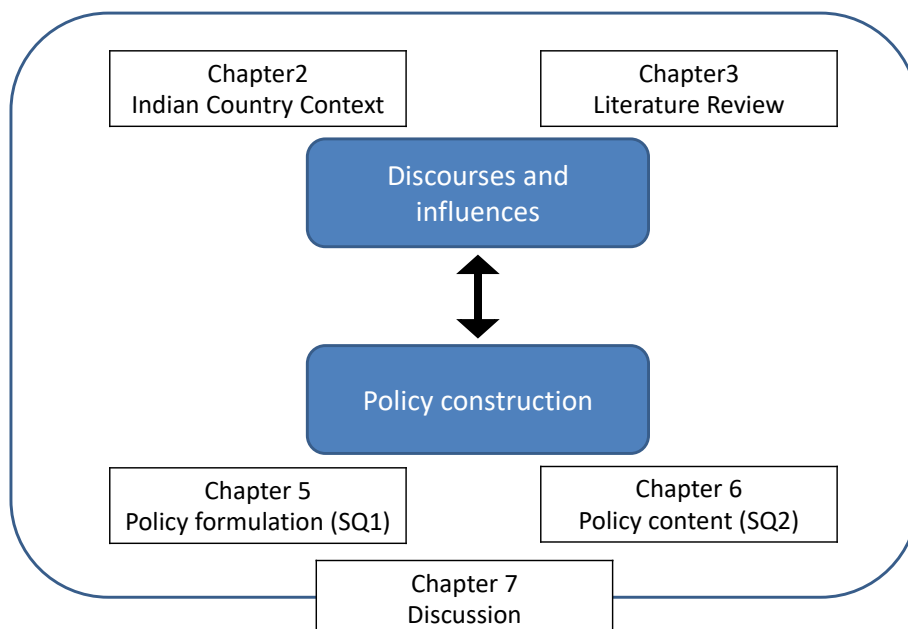 Chapter2
Indian Country Context
Chapter3
Literature Review
Discourses and
influences
Policy construction
Chapter 5
Policy formulation (SQ1)
Chapter 6
Policy content (SQ2)
Chapter 7
Discussion